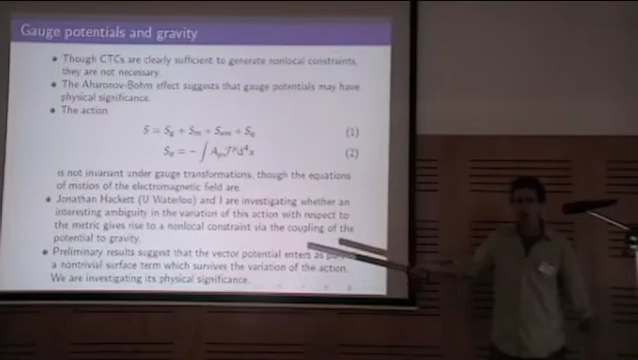 Gauge potentials and gravity
Though CTCs are clearly sufficient to generate nonlocal constraints,
they are not necessary.
The Aharonov-Bohm effect suggests that gauge potentials may have
physical significance.
The action
S = S_g + S_m + S_em + S_q (1)
S_q = − ∫ A_μ J^μ d^4x (2)
is not invariant under gauge transformations, though the equations
of motion of the electromagnetic field are.
Jonathan Hackett (U Waterloo) and I are investigating whether an
interesting ambiguity in the variation of this action with respect to
the metric gives rise to a nonlocal constraint via the coupling of the
potential to gravity.
Preliminary results suggest that the vector potential enters as
nontrivial surface term which survives the variation of the action.
We are investigating its physical significance.